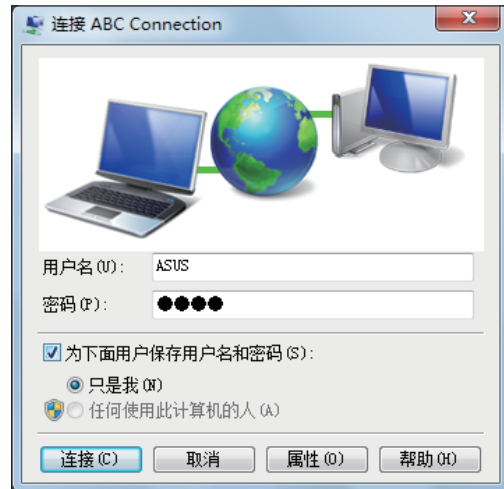 连接 ABC Connection
用户名(U):
ASUS
密码(P):
●●●●
为下面用户保存用户名和密码(S):
只是我(N)
任何使用此计算机的人(A)
连接(C)
取消
属性(O)
帮助(H)